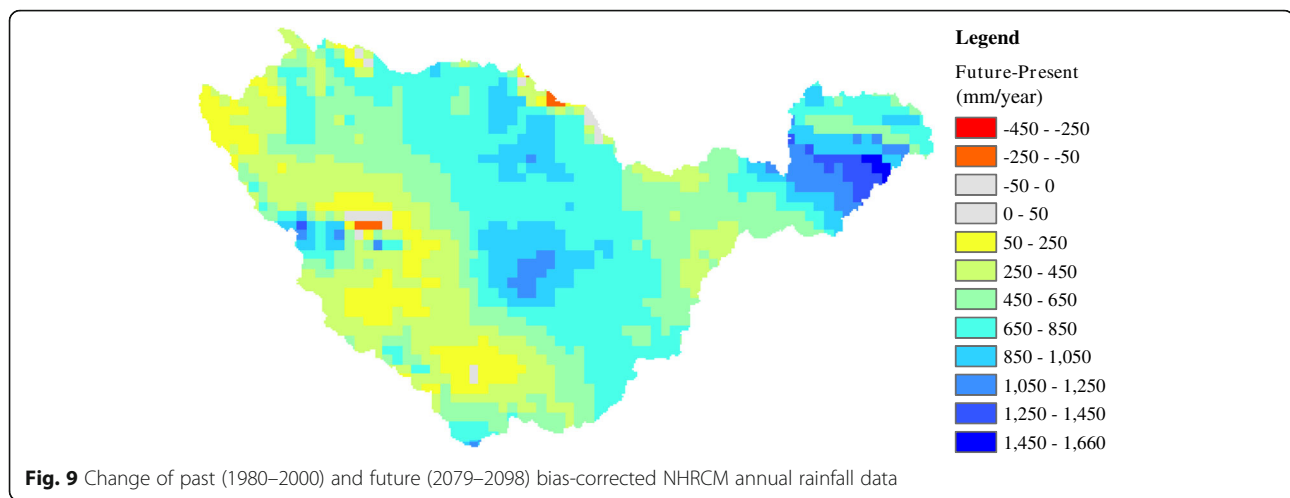 Legend
Future-Present
(mm/year)
-450 - -250
-250 - -50
-50 - 0
0 - 50
50 - 250
250 - 450
450 - 650
650 - 850
850 - 1,050
1,050 - 1,250
1,250 - 1,450
1,450 - 1,660
Fig. 9 Change of past (1980–2000) and future (2079–2098) bias-corrected NHRCM annual rainfall data